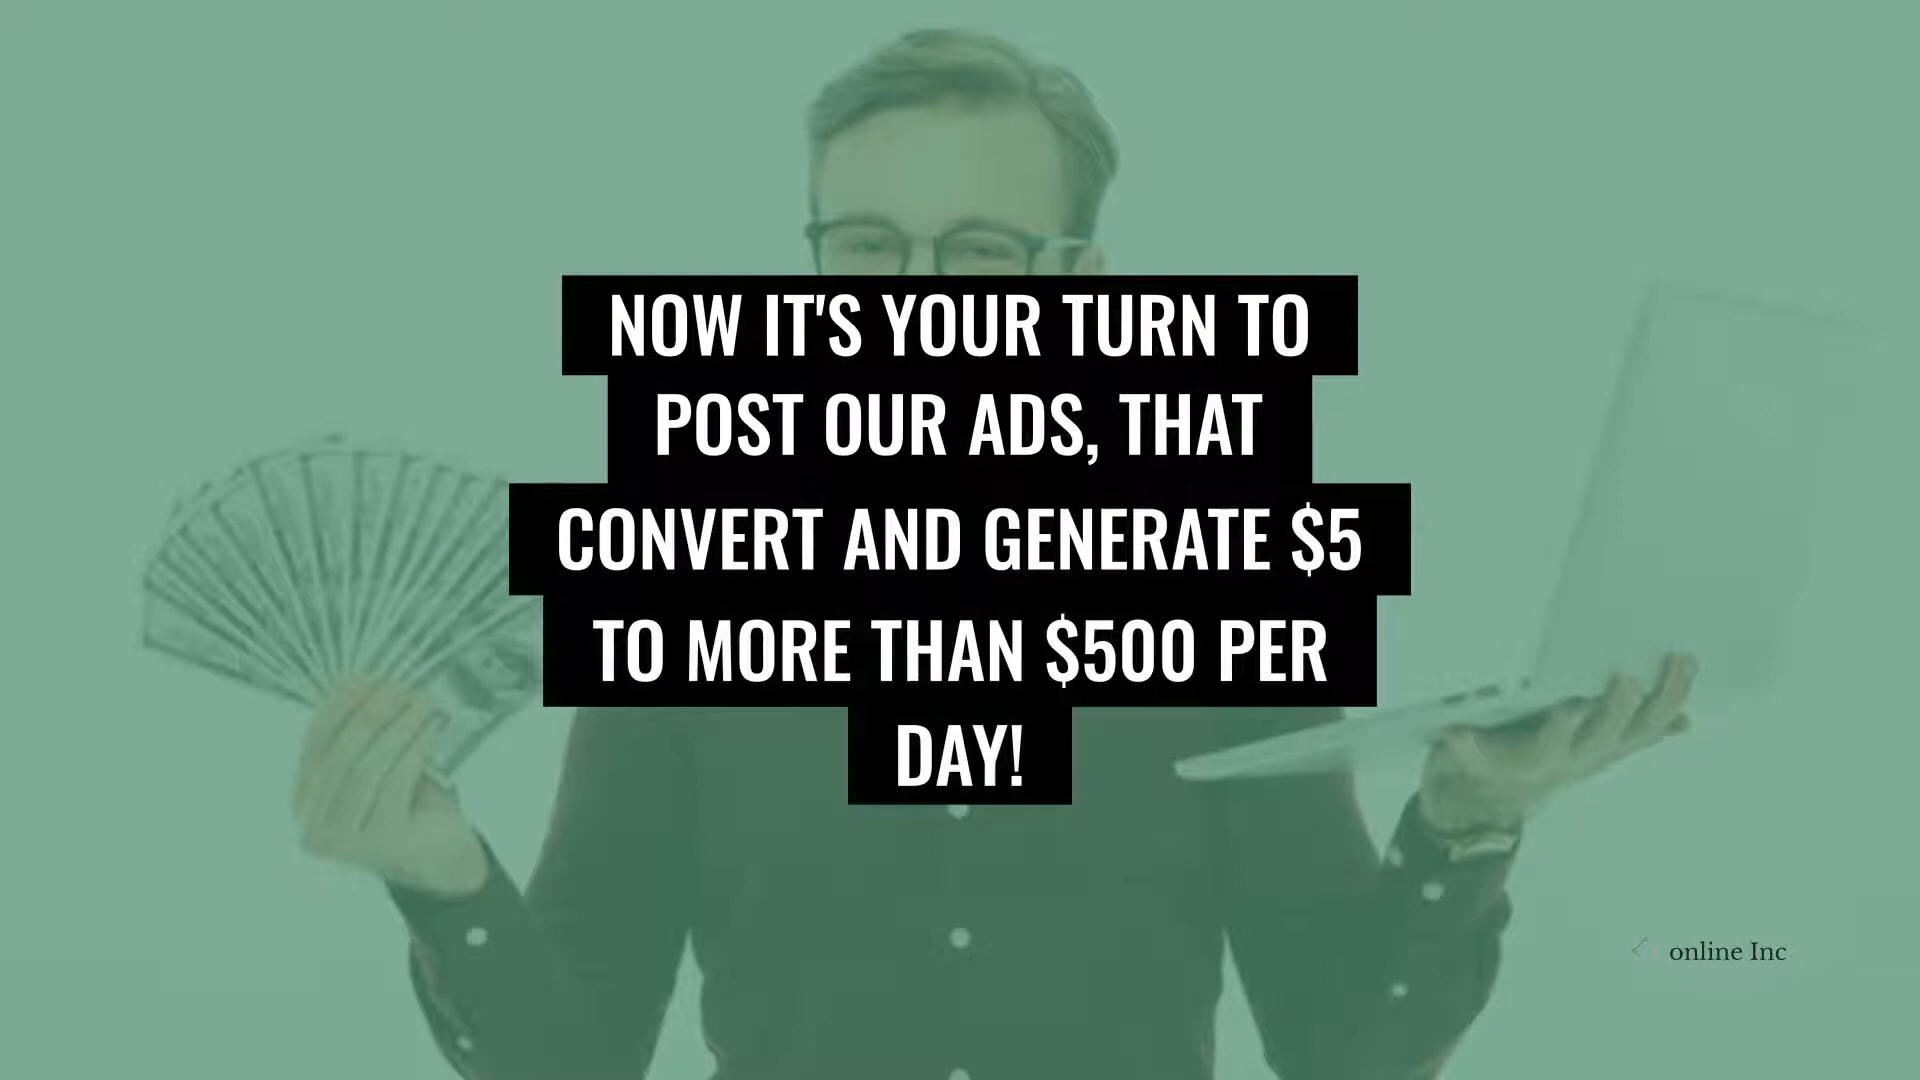 NOW IT'S YOUR TURN TO
POST OUR ADS, THAT
CONVERT AND GENERATE $5
TO MORE THAN $500 PER
DAY!
online Inc